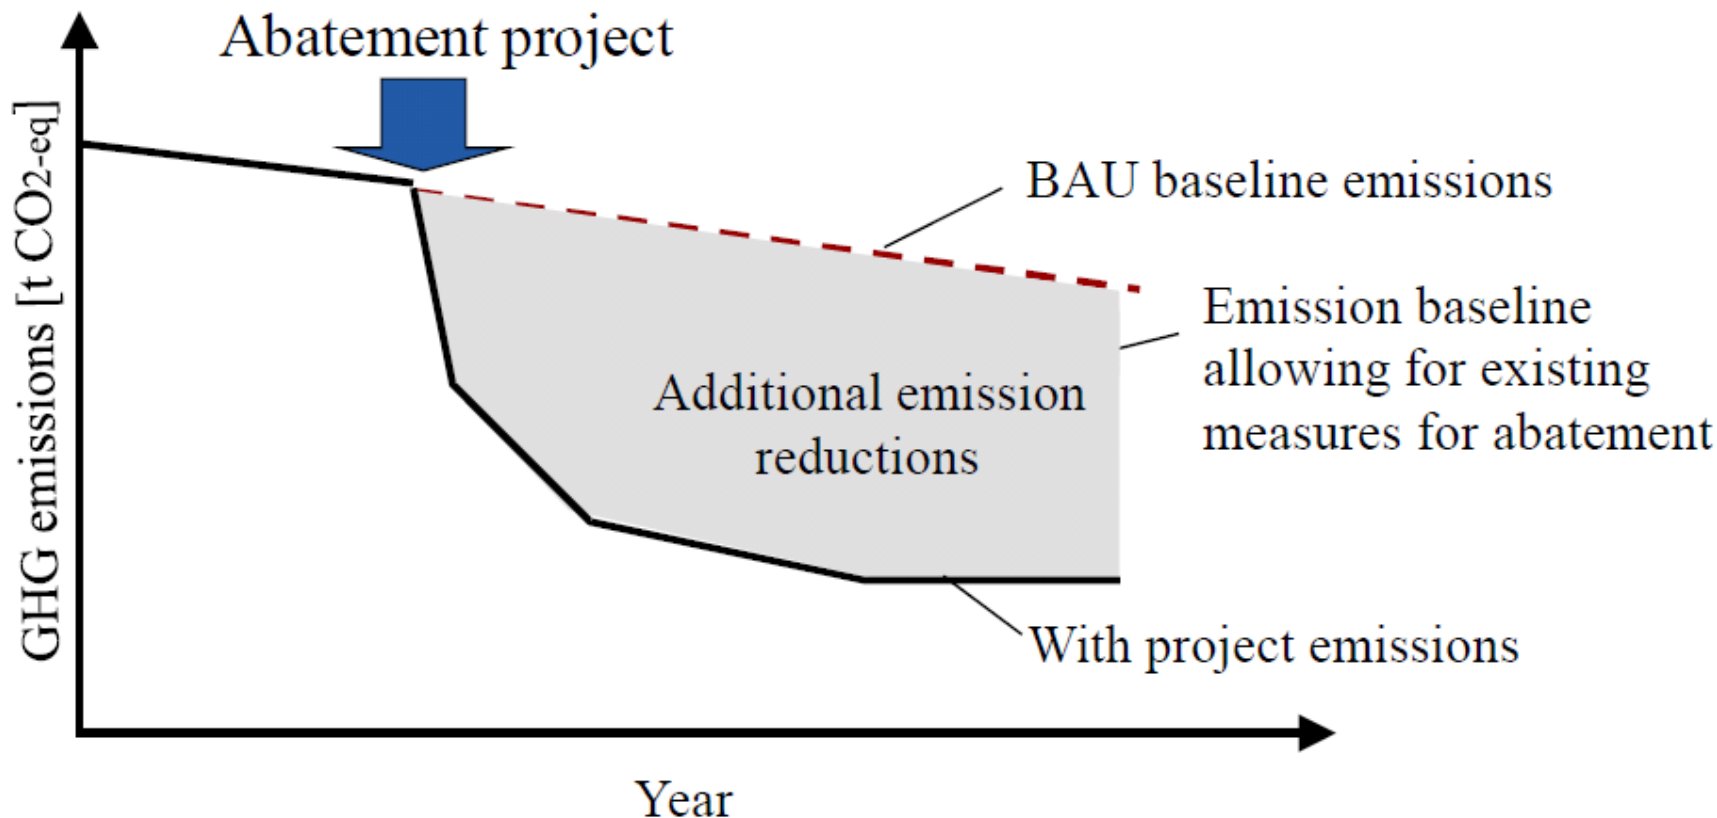 Abatement project
GHG emissions [t CO2-eq]
BAU baseline emissions
Emission baseline
allowing for existing
measures for abatement
Additional emission
reductions
With project emissions
Year